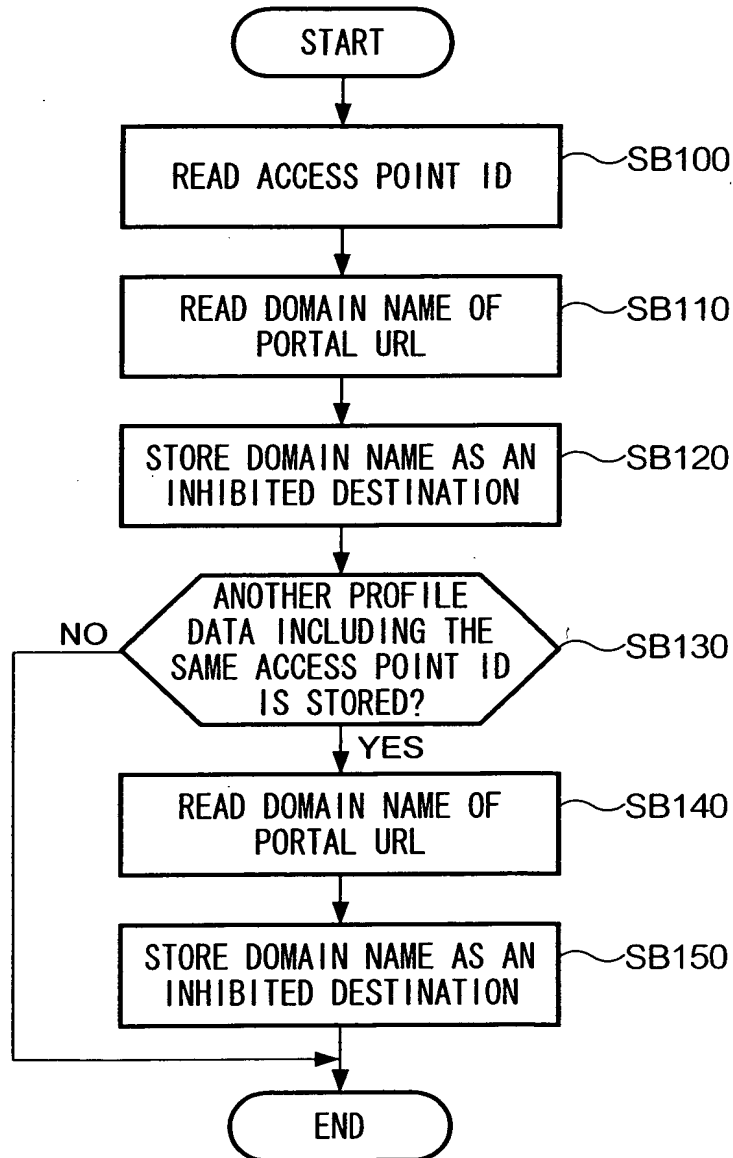 START
READ ACCESS POINT ID
SB100
READ DOMAIN NAME OF
PORTAL URL
SB110
STORE DOMAIN NAME AS AN
INHIBITED DESTINATION
SB120
ANOTHER PROFILE
DATA INCLUDING THE
SAME ACCESS POINT ID
IS STORED?
SB130
NO
YES
READ DOMAIN NAME OF
PORTAL URL
SB140
STORE DOMAIN NAME AS AN
INHIBITED DESTINATION
SB150
END